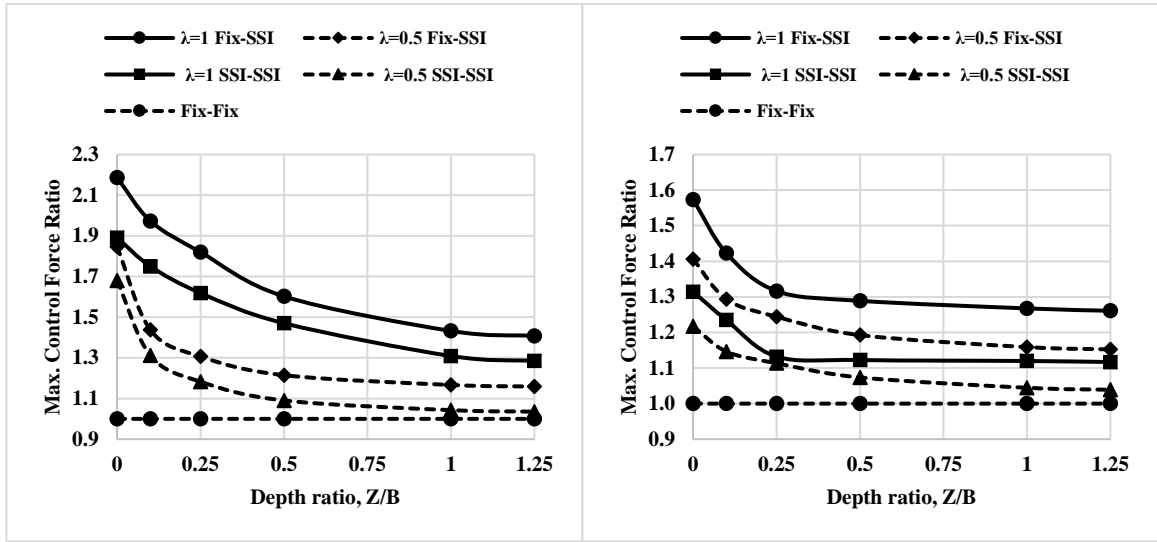 λ=1 Fix-SSI λ=0.5 Fix-SSI
λ=1 SSI-SSI λ=0.5 SSI-SSI
Fix-Fix
Max. Control Force Ratio
2.3
2.1
1.9
1.7
1.5
1.3
1.1
0.9
0 0.25 0.5 0.75 1 1.25
Depth ratio, Z/B
λ=1 Fix-SSI λ=0.5 Fix-SSI
λ=1 SSI-SSI λ=0.5 SSI-SSI
Fix-Fix
Max. Control Force Ratio
1.7
1.6
1.5
1.4
1.3
1.2
1.1
1.0
0.9
0 0.25 0.5 0.75 1 1.25
Depth ratio, Z/B